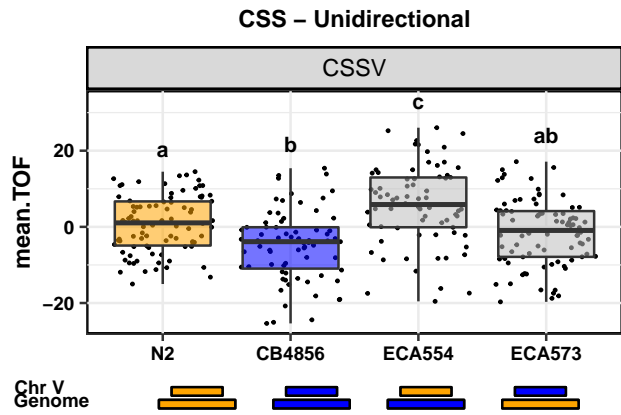 CSS – Unidirectional
CSSV
mean.TOF
20
0
−20
a
b
c
ab
N2
CB4856
ECA554
ECA573
Chr V
Genome